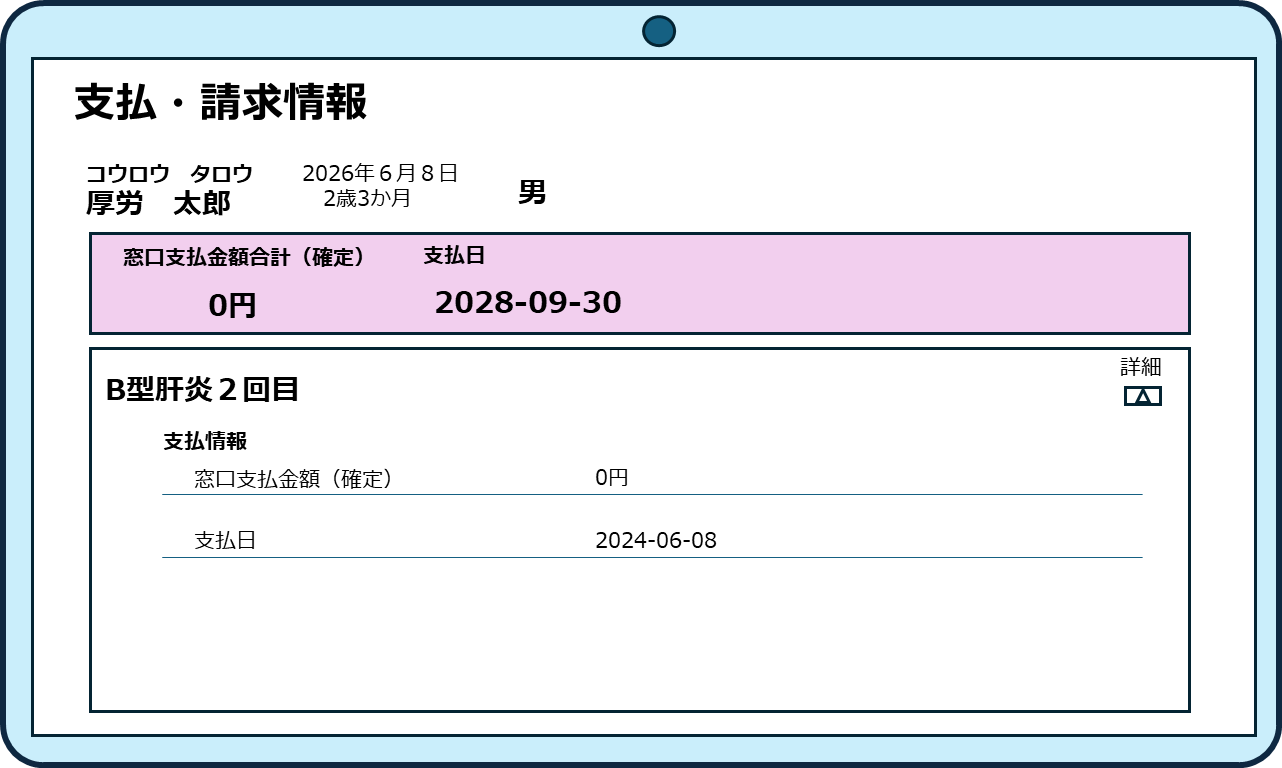 支払・請求情報
コウロウ　タロウ
厚労　太郎
2026年６月８日
2歳3か月
男
窓口支払金額合計（確定）
支払日
0円
2028-09-30
詳細
B型肝炎２回目
支払情報
窓口支払金額（確定）
0円
支払日
2024-06-08